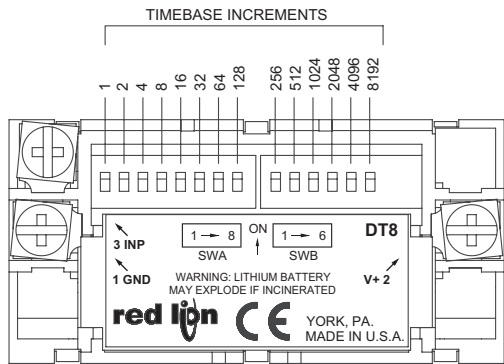 TIMEBASE INCREMENTS
1 2 4 8 16 32 64 128 256 512 1024 2048 4096 8192
3 INP
1 → 8
SWA
ON
1 → 6
SWB
DT8
1 GND
V+ 2
WARNING: LITHIUM BATTERY
MAY EXPLODE IF INCINERATED
red lion
CE
YORK, PA.
MADE IN U.S.A.